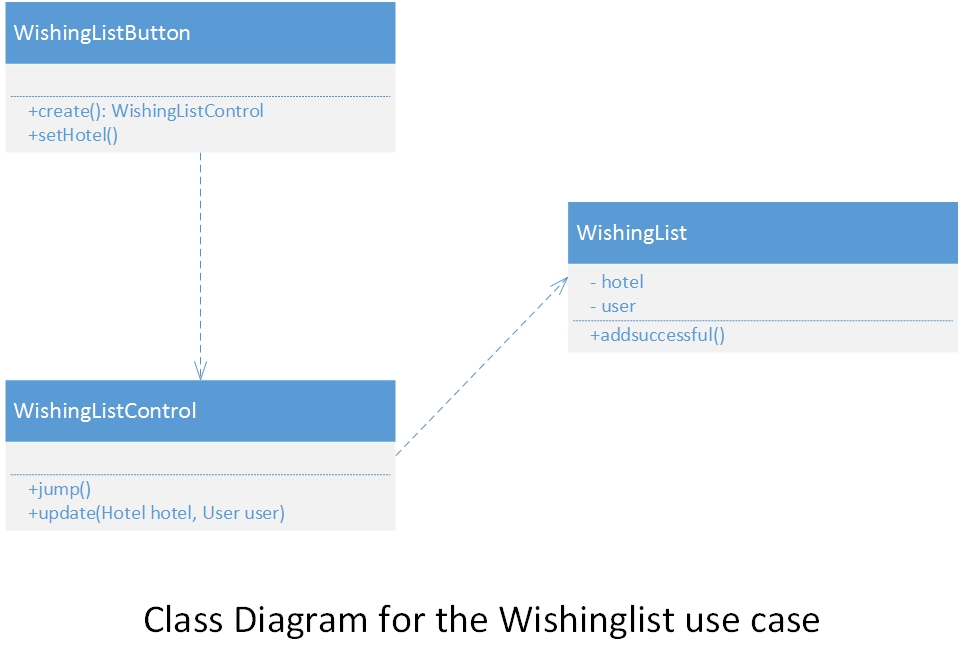 WishingListButton
+create(): WishingListControl
+setHotel()
WishingList
- hotel
- user
+addsuccessful()
WishingListControl
+jump()
+update(Hotel hotel, User user)
Class Diagram for the Wishinglist use case